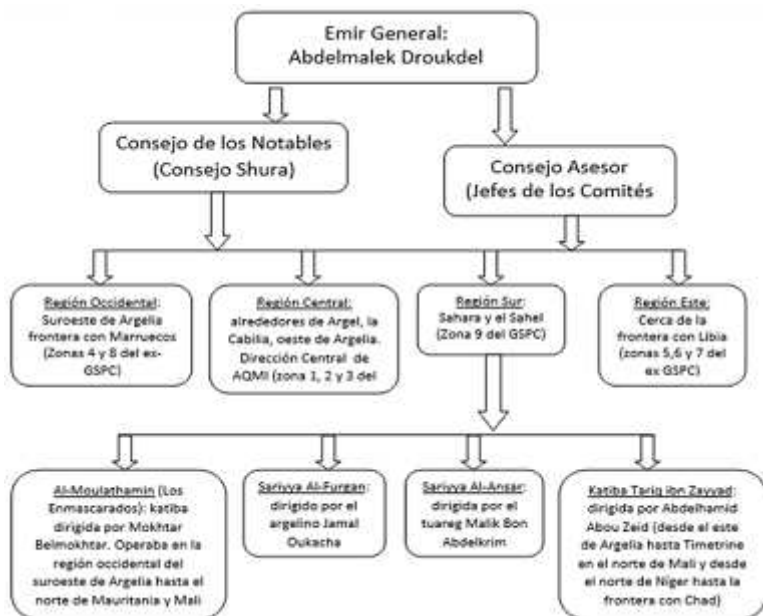 Emir General:
Abdelmalek Droukdel
Consejo de los Notables
(Consejo Shura)
Consejo Asesor
(Jefes de los Comités
Región Occidental:
Suroeste de Argelia
frontera con Marruecos
(Zonas 4 y 8 del ex-
GSPC)
Región Central:
alrededores de Argel, la
Cabilia, oeste de Argelia.
Dirección Central de
AQMI (zona 1, 2 y 3 del
Región Sur:
Sahara y el Sahel
(Zona 9 del GSPC)
Región Este:
Cerca de la
frontera con Libia
(zonas 5,6 y 7 del
ex GSPC)
Al-Moulathamin (Los
Enmascarados): katiba
dirigida por Mokhtar
Belmokhtar. Operaba en la
región occidental del
suroeste de Argelia hasta el
norte de Mauritania y Mali
Sariyya Al-Furgan:
dirigido por el
argelino Jamal
Oukacha
Sariyya Al-Ansar:
dirigida por el
tuareg Malik Bon
Abdelkrim
Katiba Tariq ibn Zayyad:
dirigida por Abdelhamid
Abou Zeid (desde el este
de Argelia hasta Timetrine
en el norte de Mali y desde
el norte de Níger hasta la
frontera con Chad)